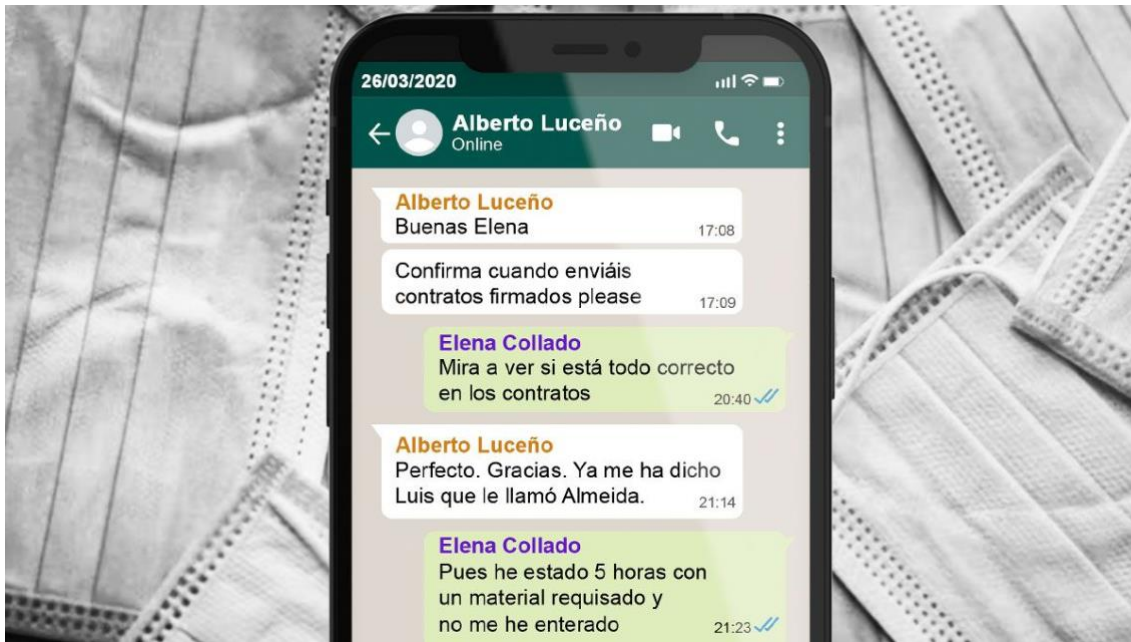 26/03/2020
Alberto Luceño
Online
Alberto Luceño
Buenas Elena
17:08
Confirma cuando enviáis
contratos firmados please
17:09
Elena Collado
Mira a ver si está todo correcto
en los contratos
20:40
Alberto Luceño
Perfecto. Gracias. Ya me ha dicho
Luis que le llamó Almeida.
21:14
Elena Collado
Pues he estado 5 horas con
un material requisado y
no me he enterado
21:23